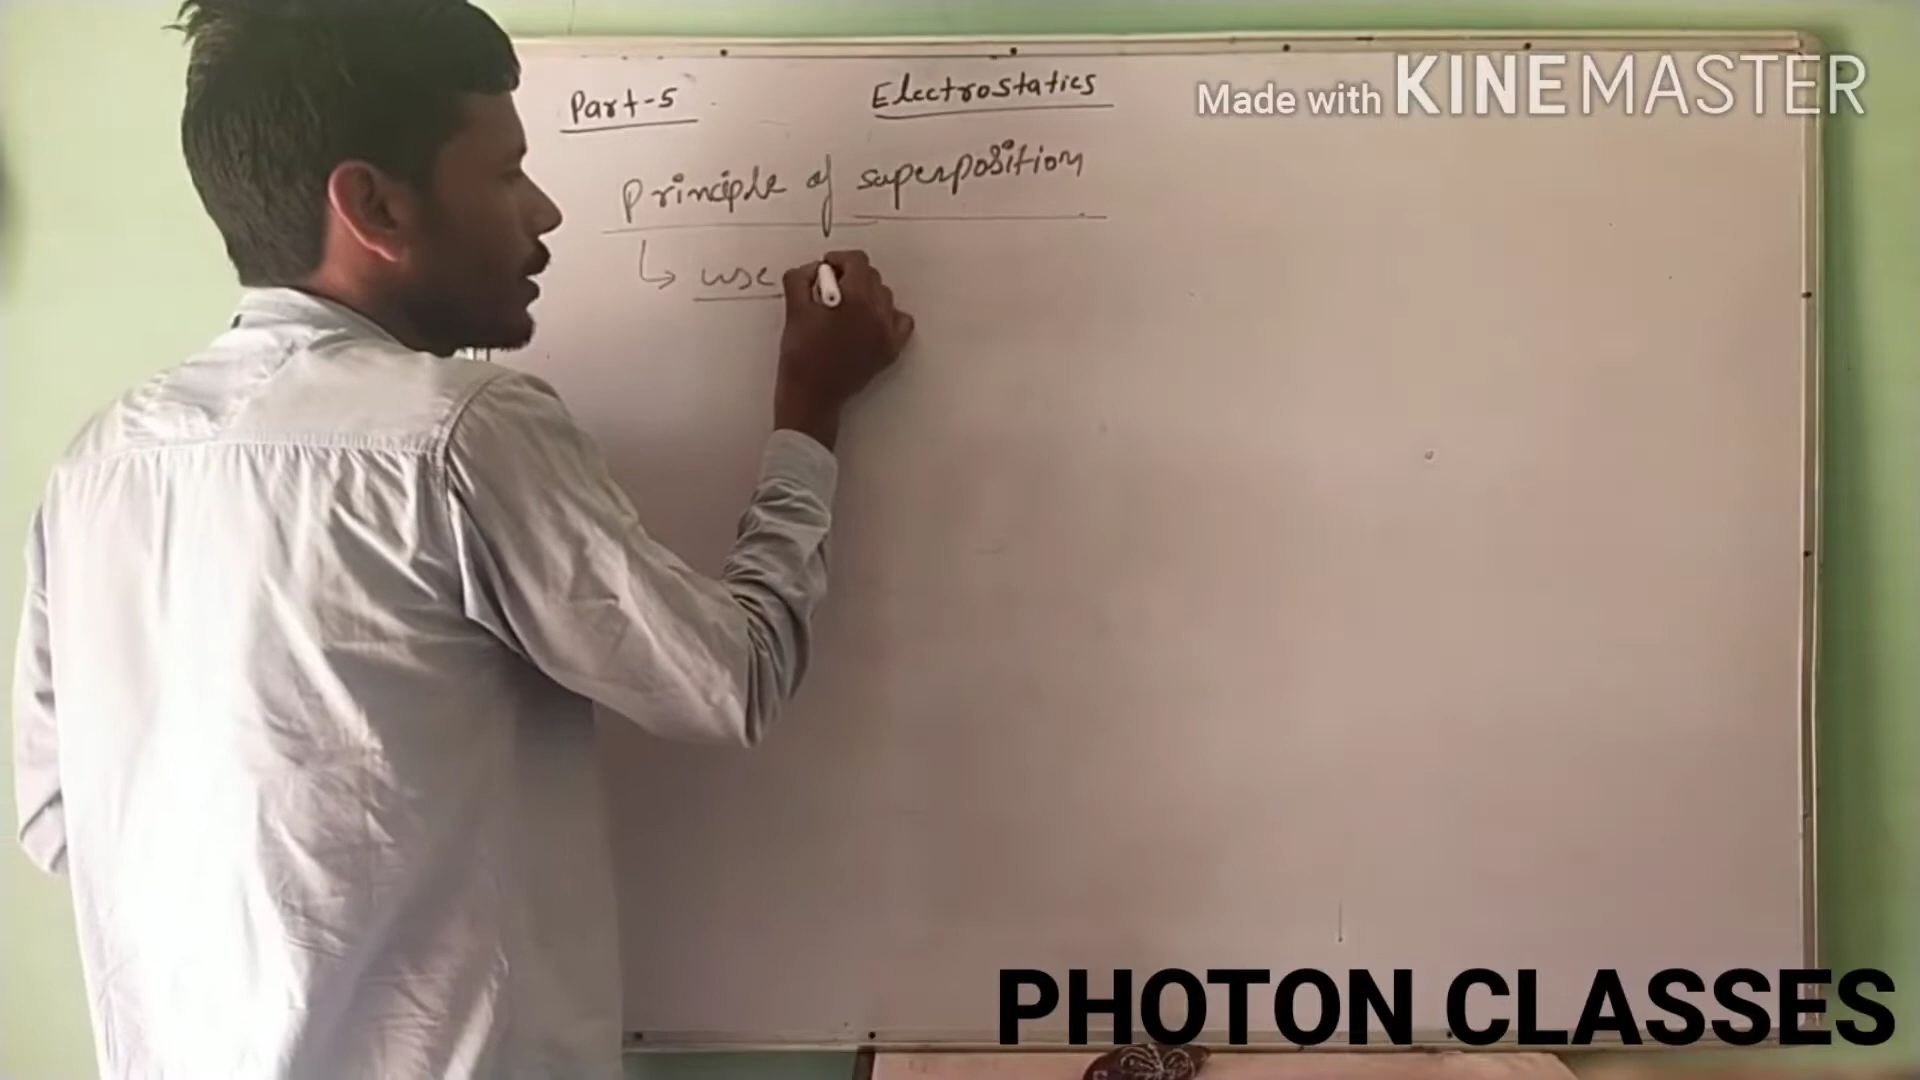 Part-5 Electrostatics
Made with KINEMASTER
Principle of superposition
↳ use
PHOTON CLASSES